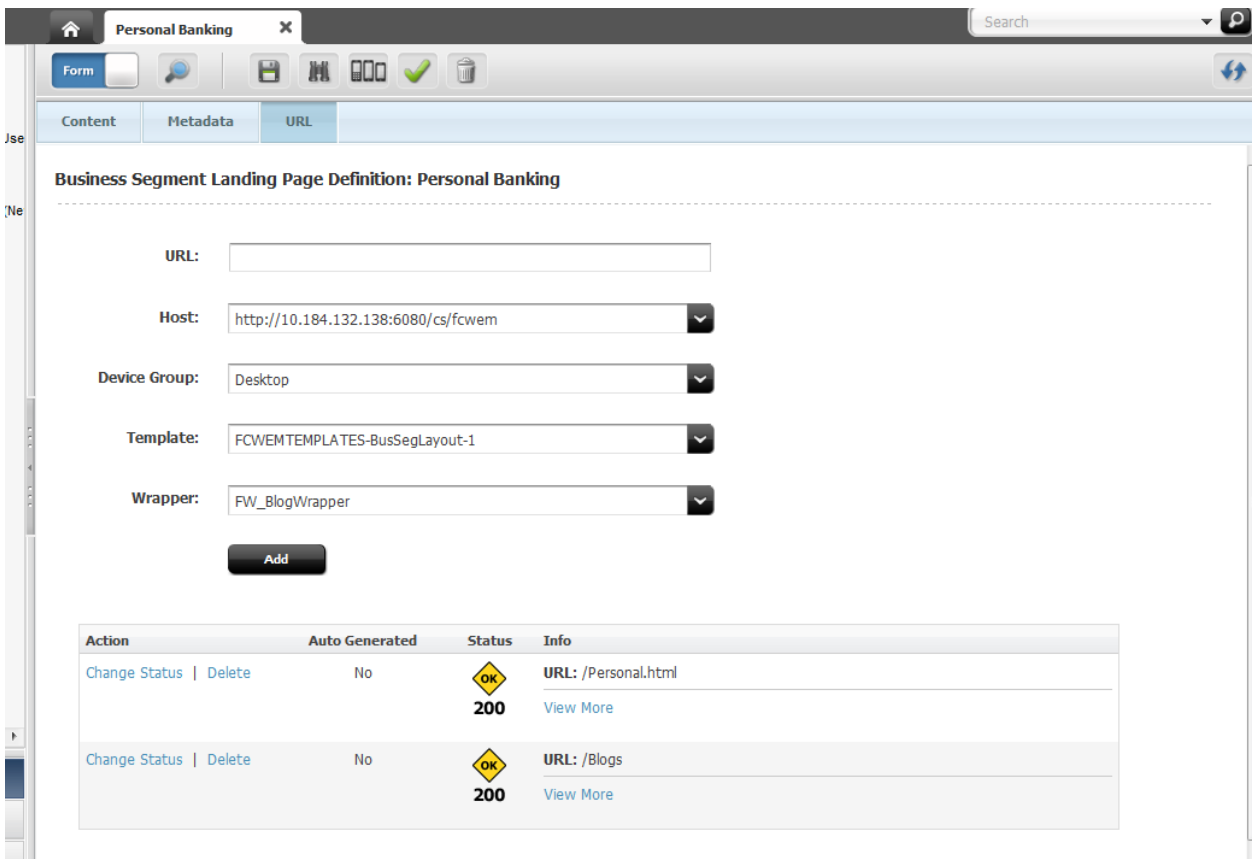 Personal Banking
Search
Form
Content Metadata URL
Use
(Ne
Business Segment Landing Page Definition: Personal Banking
URL:
Host: http://10.184.132.138:6080/cs/fcwem
Device Group: Desktop
Template: FCWEMTEMPLATES-BusSegLayout-1
Wrapper: FW_BlogWrapper
Add
Action Auto Generated Status Info
Change Status | Delete No OK 200 URL: /Personal.html
View More
Change Status | Delete No OK 200 URL: /Blogs
View More